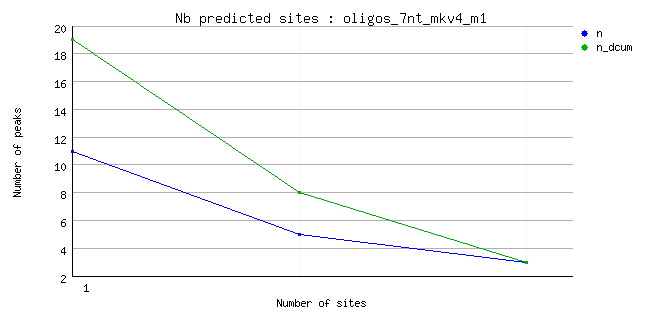 Nb predicted sites : oligos_7nt_mkv4_m1
n
n_dcum
20
18
16
14
12
10
8
6
4
2
Number of peaks
1
Number of sites